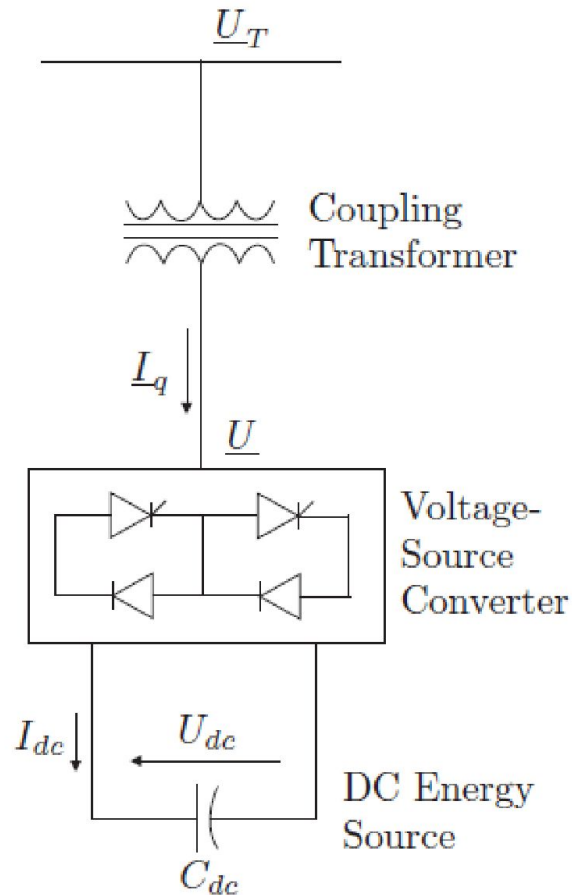 U_T
Coupling
Transformer
I_q
U
Voltage-
Source
Converter
I_dc
U_dc
DC Energy
Source
C_dc